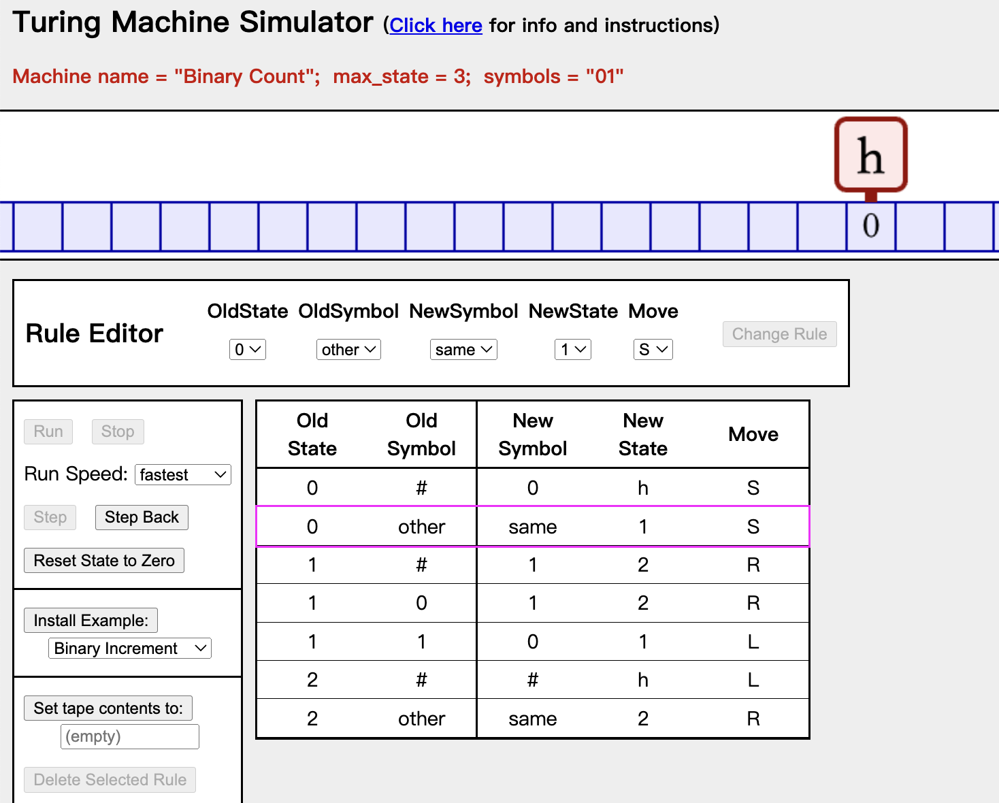 Turing Machine Simulator (Click here for info and instructions)
Machine name = "Binary Count";  max_state = 3;  symbols = "01"
h
0
Rule Editor
OldState OldSymbol NewSymbol NewState Move
0 other same 1 S
Change Rule
Run Stop
Run Speed: fastest
Step Step Back
Reset State to Zero
Install Example:
Binary Increment
Set tape contents to:
(empty)
Delete Selected Rule
Old State Old Symbol New Symbol New State Move
0 # 0 h S
0 other same 1 S
1 # 1 2 R
1 0 1 2 R
1 1 0 1 L
2 # # h L
2 other same 2 R